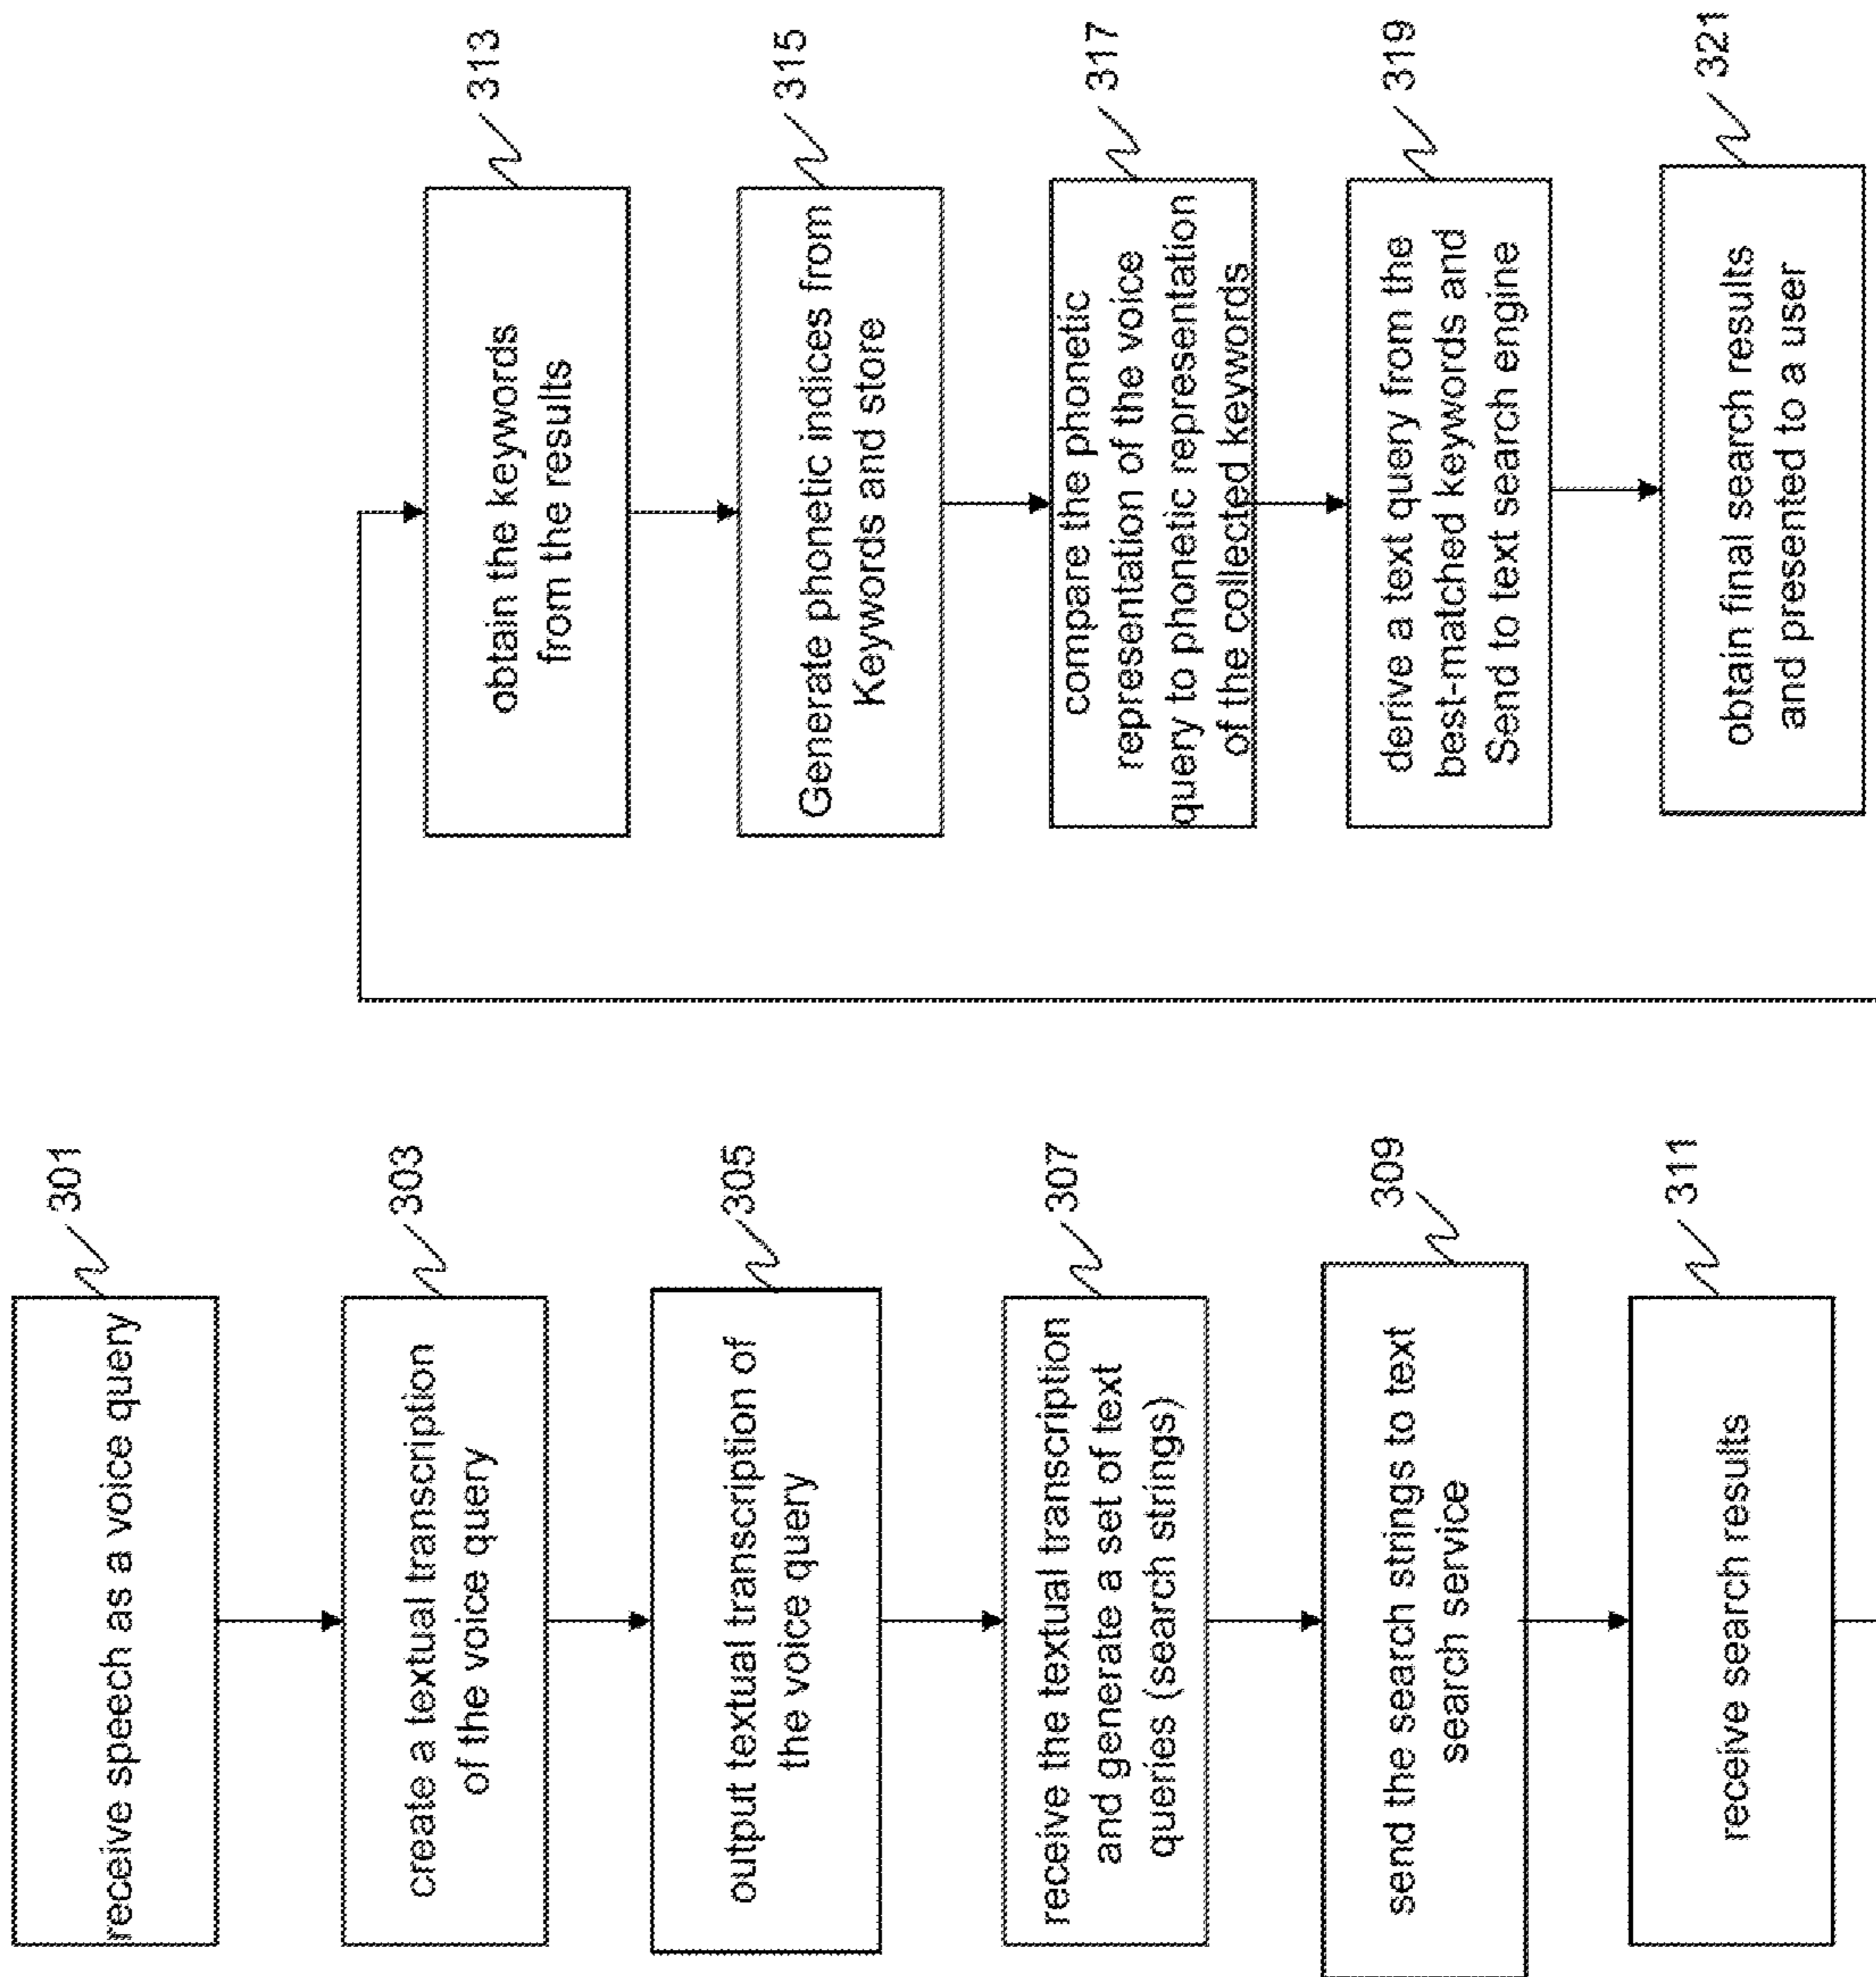 receive speech as a voice query
301
create a textual transcription
of the voice query
303
output textual transcription of
the voice query
305
receive the textual transcription
and generate a set of text
queries (search strings)
307
send the search strings to text
search service
309
receive search results
311
obtain the keywords
from the results
313
Generate phonetic indices from
Keywords and store
315
compare the phonetic
representation of the voice
query to phonetic representation
of the collected keywords
317
derive a text query from the
best-matched keywords and
Send to text search engine
319
obtain final search results
and presented to a user
321